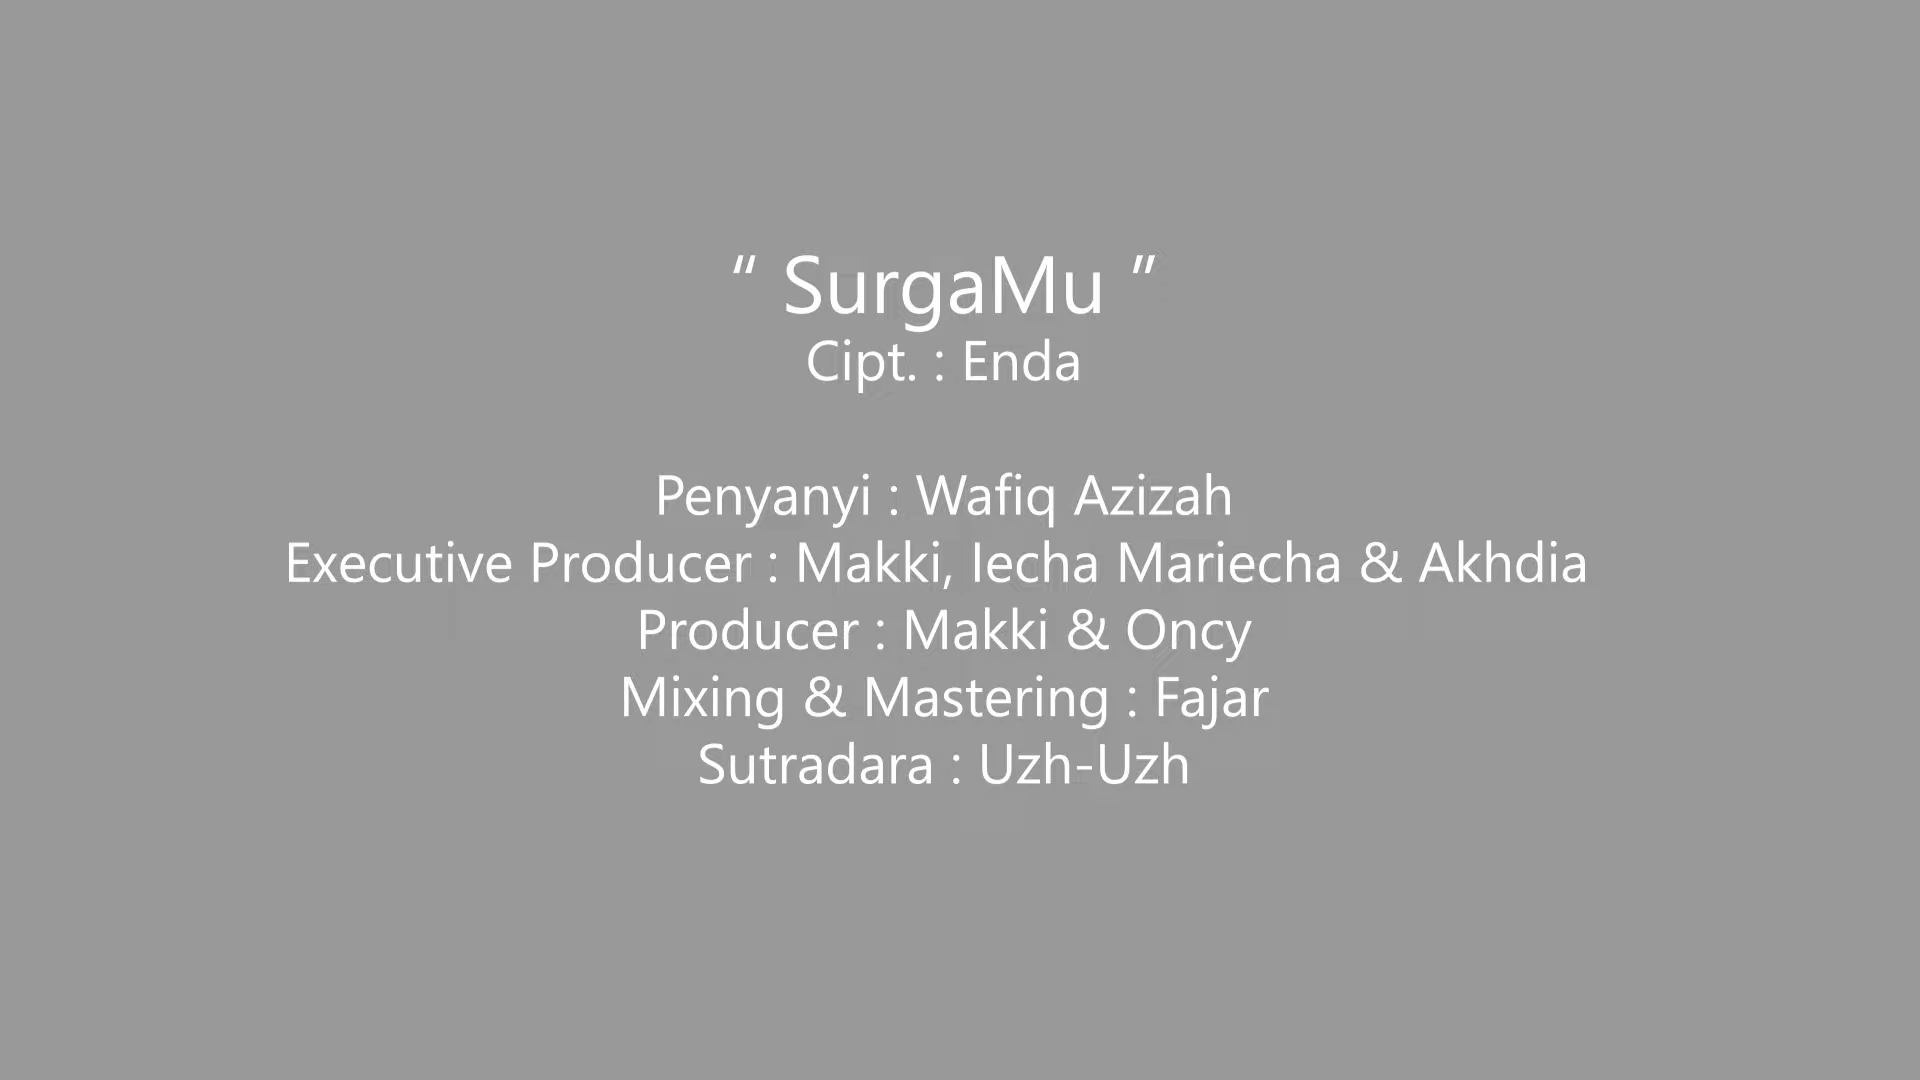 “ SurgaMu ”
Cipt. : Enda
Penyanyi : Wafiq Azizah
Executive Producer : Makki, Iecha Mariecha & Akhdia
Producer : Makki & Oncy
Mixing & Mastering : Fajar
Sutradara : Uzh-Uzh